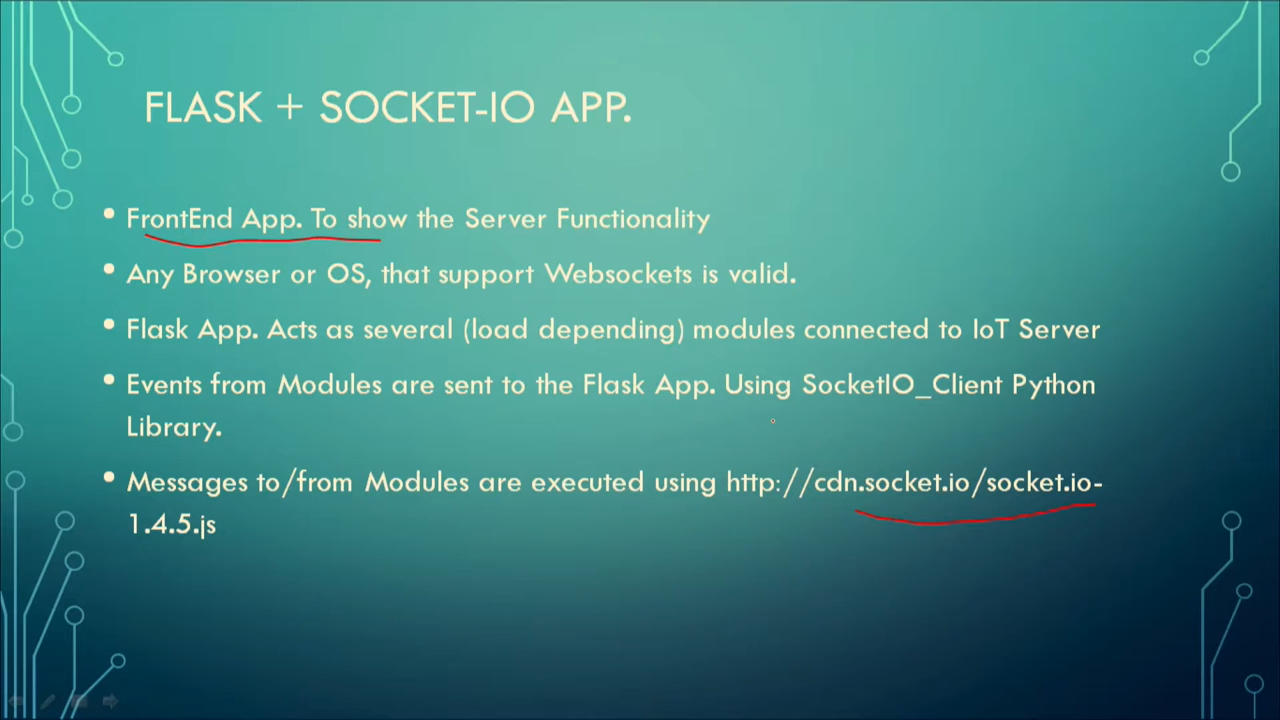 FLASK + SOCKET-IO APP.
• FrontEnd App. To show the Server Functionality
• Any Browser or OS, that support Websockets is valid.
• Flask App. Acts as several (load depending) modules connected to IoT Server
• Events from Modules are sent to the Flask App. Using SocketIO_Client Python
Library.
• Messages to/from Modules are executed using http://cdn.socket.io/socket.io-
1.4.5.js